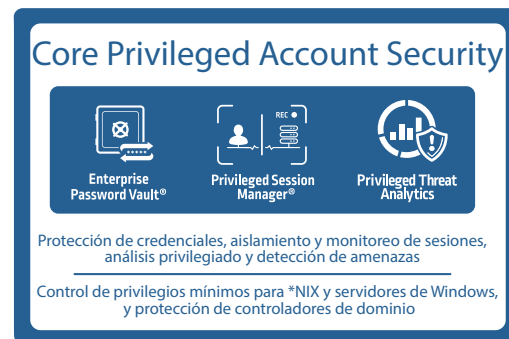 Core Privileged Account Security
REC
Enterprise
Password Vault®
Privileged Session
Manager®
Privileged Threat
Analytics
Protección de credenciales, aislamiento y monitoreo de sesiones,
análisis privilegiado y detección de amenazas
Control de privilegios mínimos para *NIX y servidores de Windows,
y protección de controladores de dominio